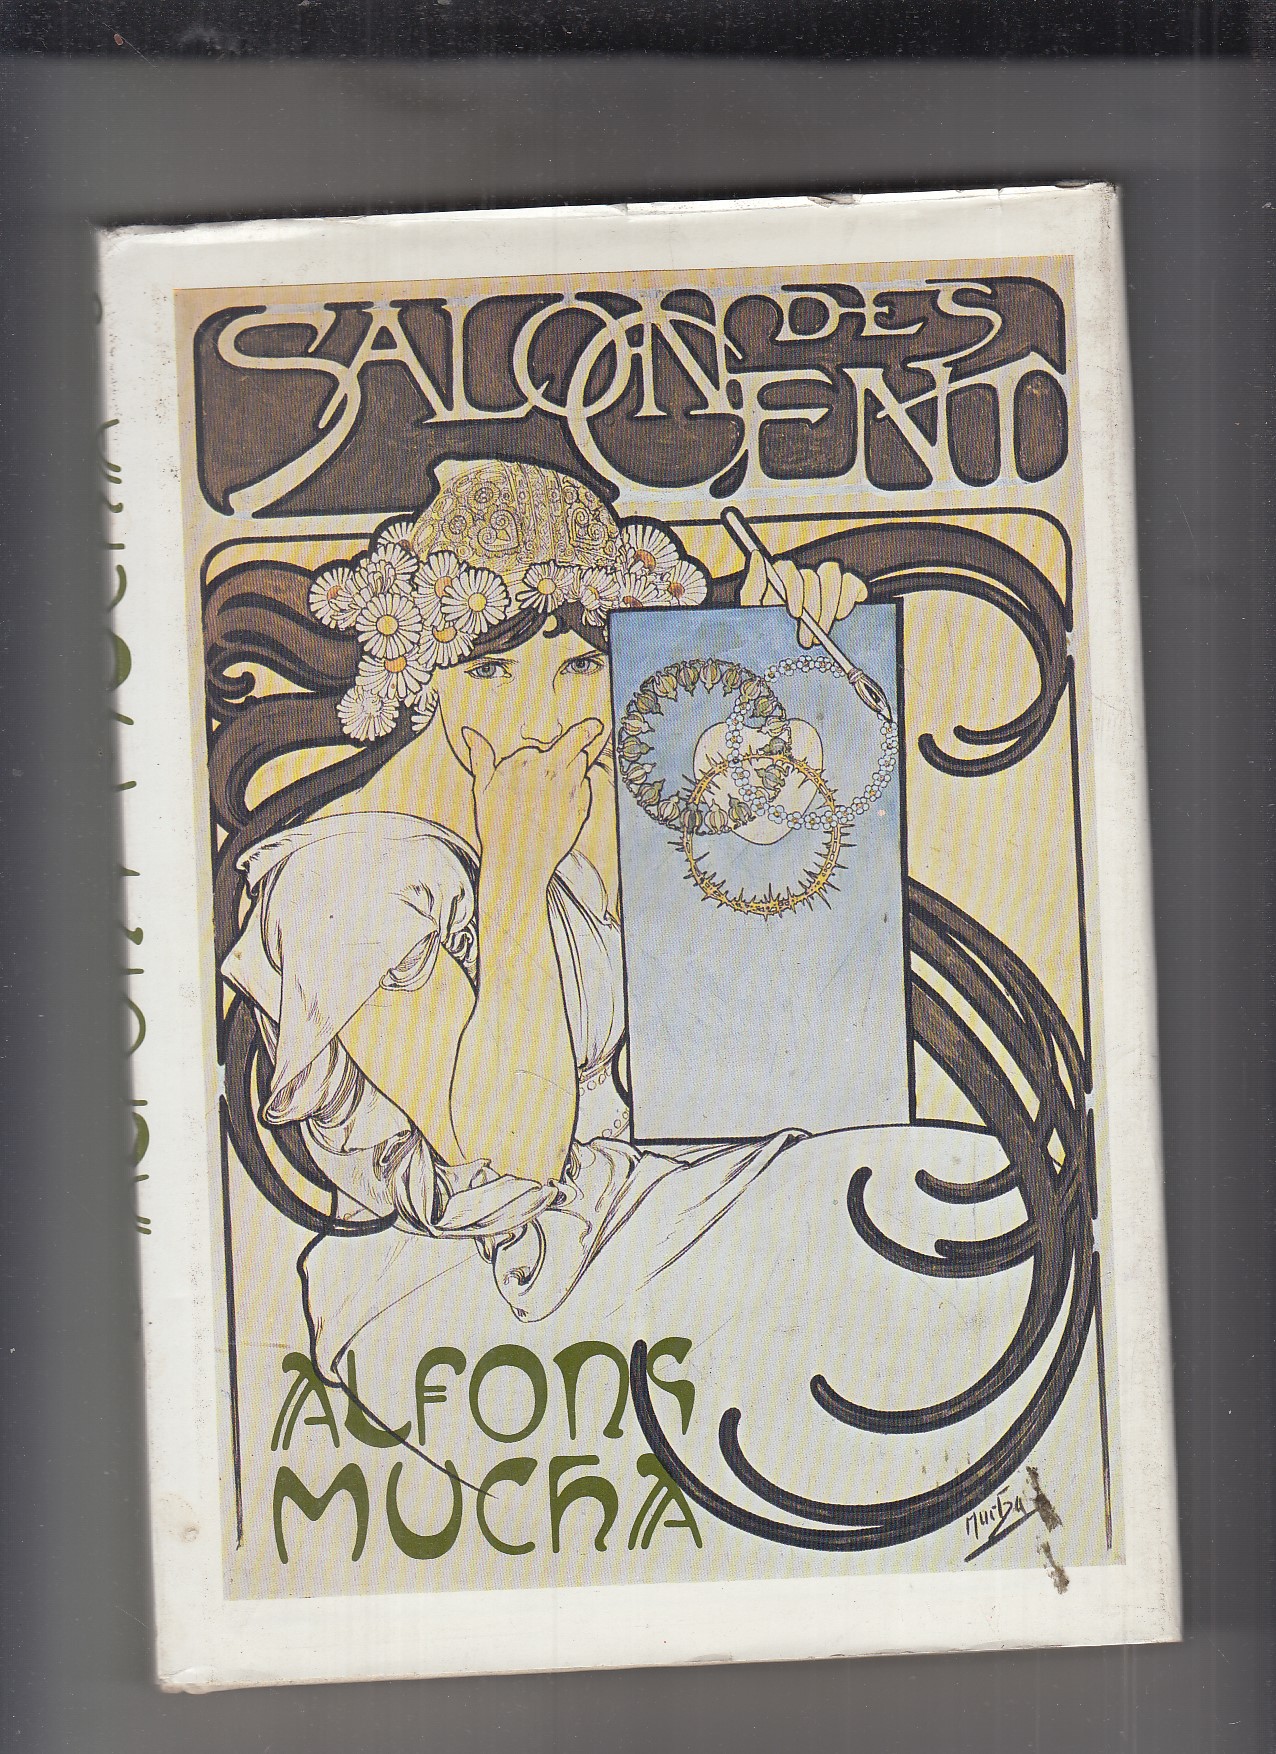 SALON DES
CENT
ALFONS
MUCHA
Mucha